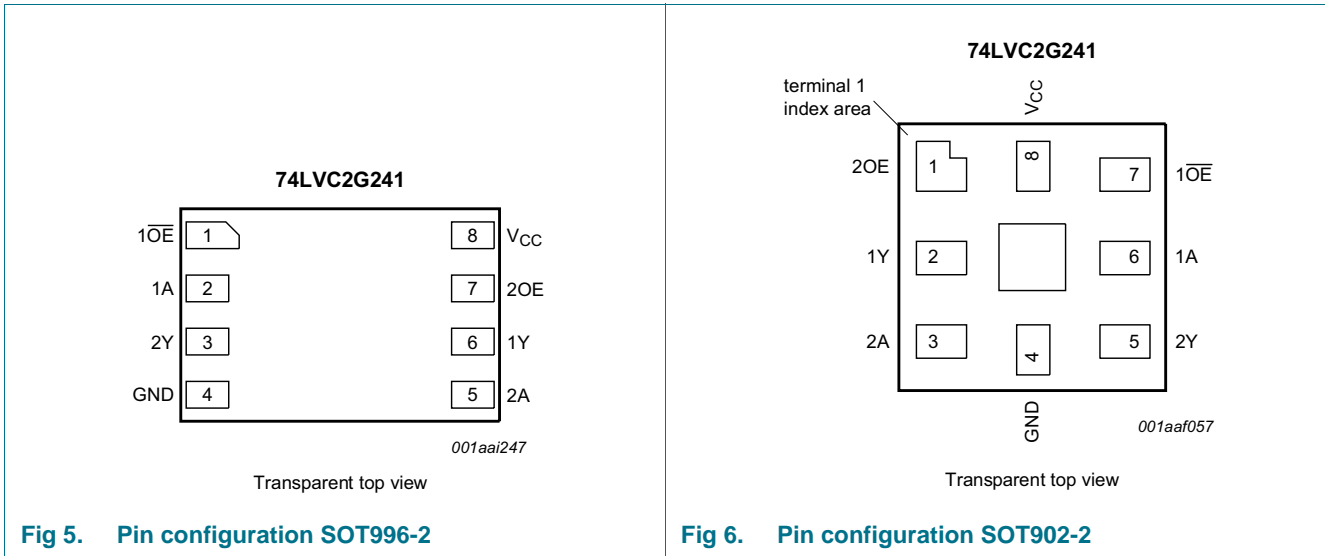 74LVC2G241
1O̅E̅ 1
8 VCC
1A 2
7 2OE
2Y 3
6 1Y
GND 4
5 2A
001aai247
Transparent top view
Fig 5. Pin configuration SOT996-2
74LVC2G241
terminal 1
index area
VCC
2OE 1
8
7 1O̅E̅
1Y 2
6 1A
2A 3
4
5 2Y
GND
001aaf057
Transparent top view
Fig 6. Pin configuration SOT902-2